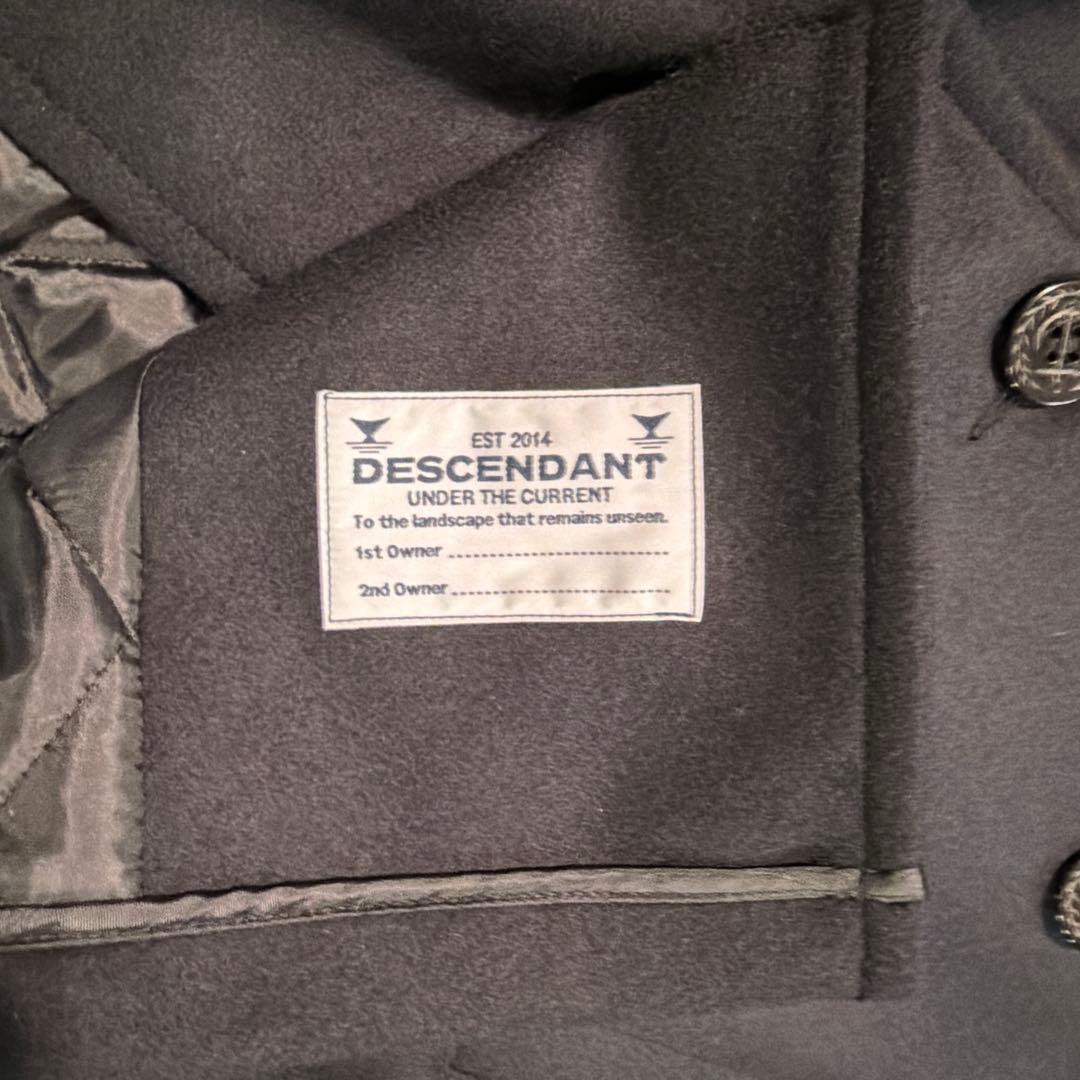 EST 2014
DESCENDANT
UNDER THE CURRENT
To the landscape that remains unseen.
1st Owner
2nd Owner